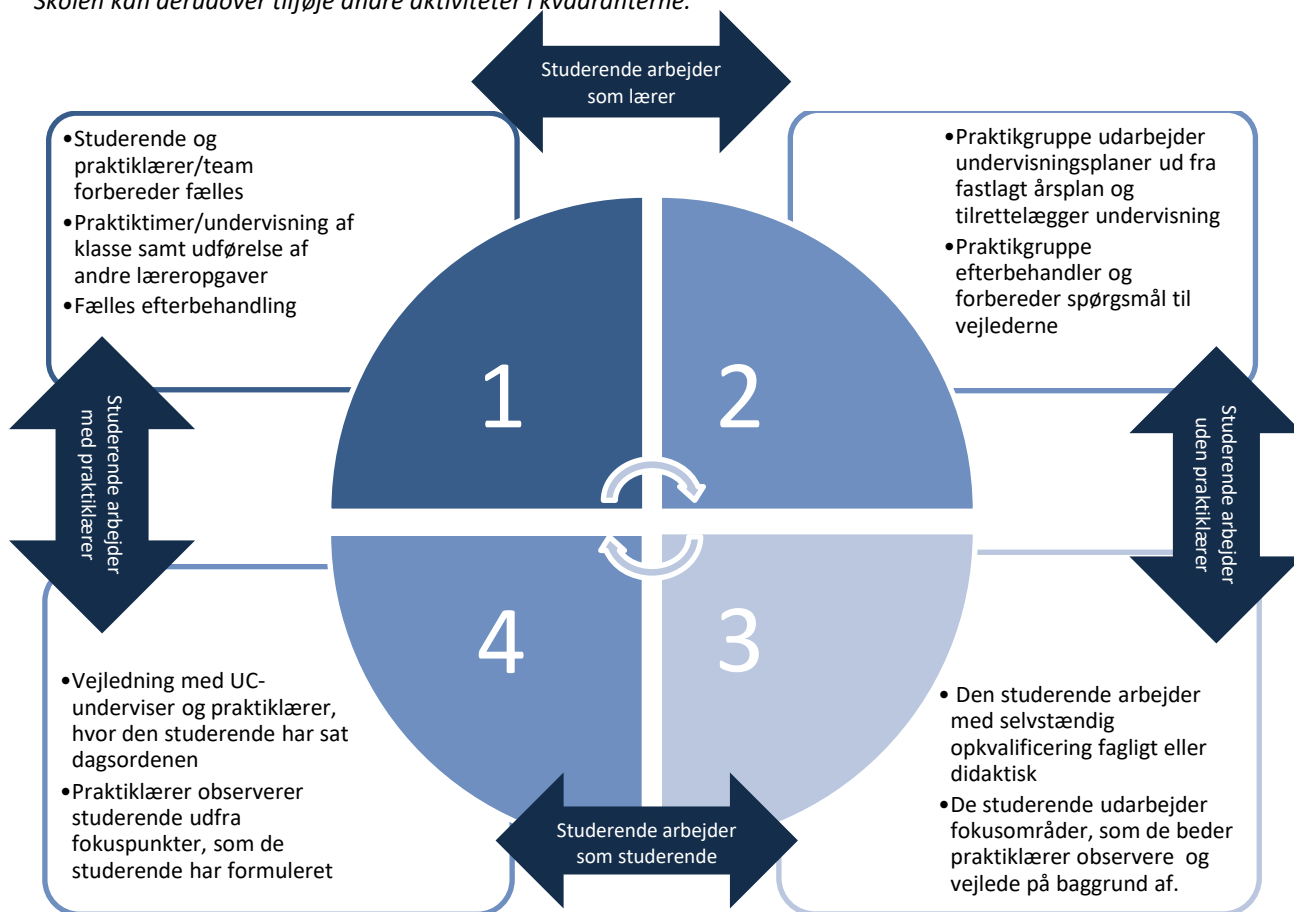 Skolen kan derudover tilføje andre aktiviteter i kvadranterne.
Studerende arbejder
som lærer
•Studerende og
praktiklærer/team
forbereder fælles
•Praktiktimer/undervisning af
klasse samt udførelse af
andre læreropgaver
•Fælles efterbehandling
•Praktikgruppe udarbejder
undervisningsplaner ud fra
fastlagt årsplan og
tilrettelægger undervisning
•Praktikgruppe
efterbehandler og
forbereder spørgsmål til
vejlederne
1
2
Studerende arbejder
med praktiklærer
Studerende arbejder
uden praktiklærer
4
3
•Vejledning med UC-
underviser og praktiklærer,
hvor den studerende har sat
dagsordenen
•Praktiklærer observerer
studerende udfra
fokuspunkter, som de
studerende har formuleret
• Den studerende arbejder
med selvstændig
opkvalificering fagligt eller
didaktisk
•De studerende udarbejder
fokusområder, som de beder
praktiklærer observere og
vejlede på baggrund af.
Studerende arbejder
som studerende